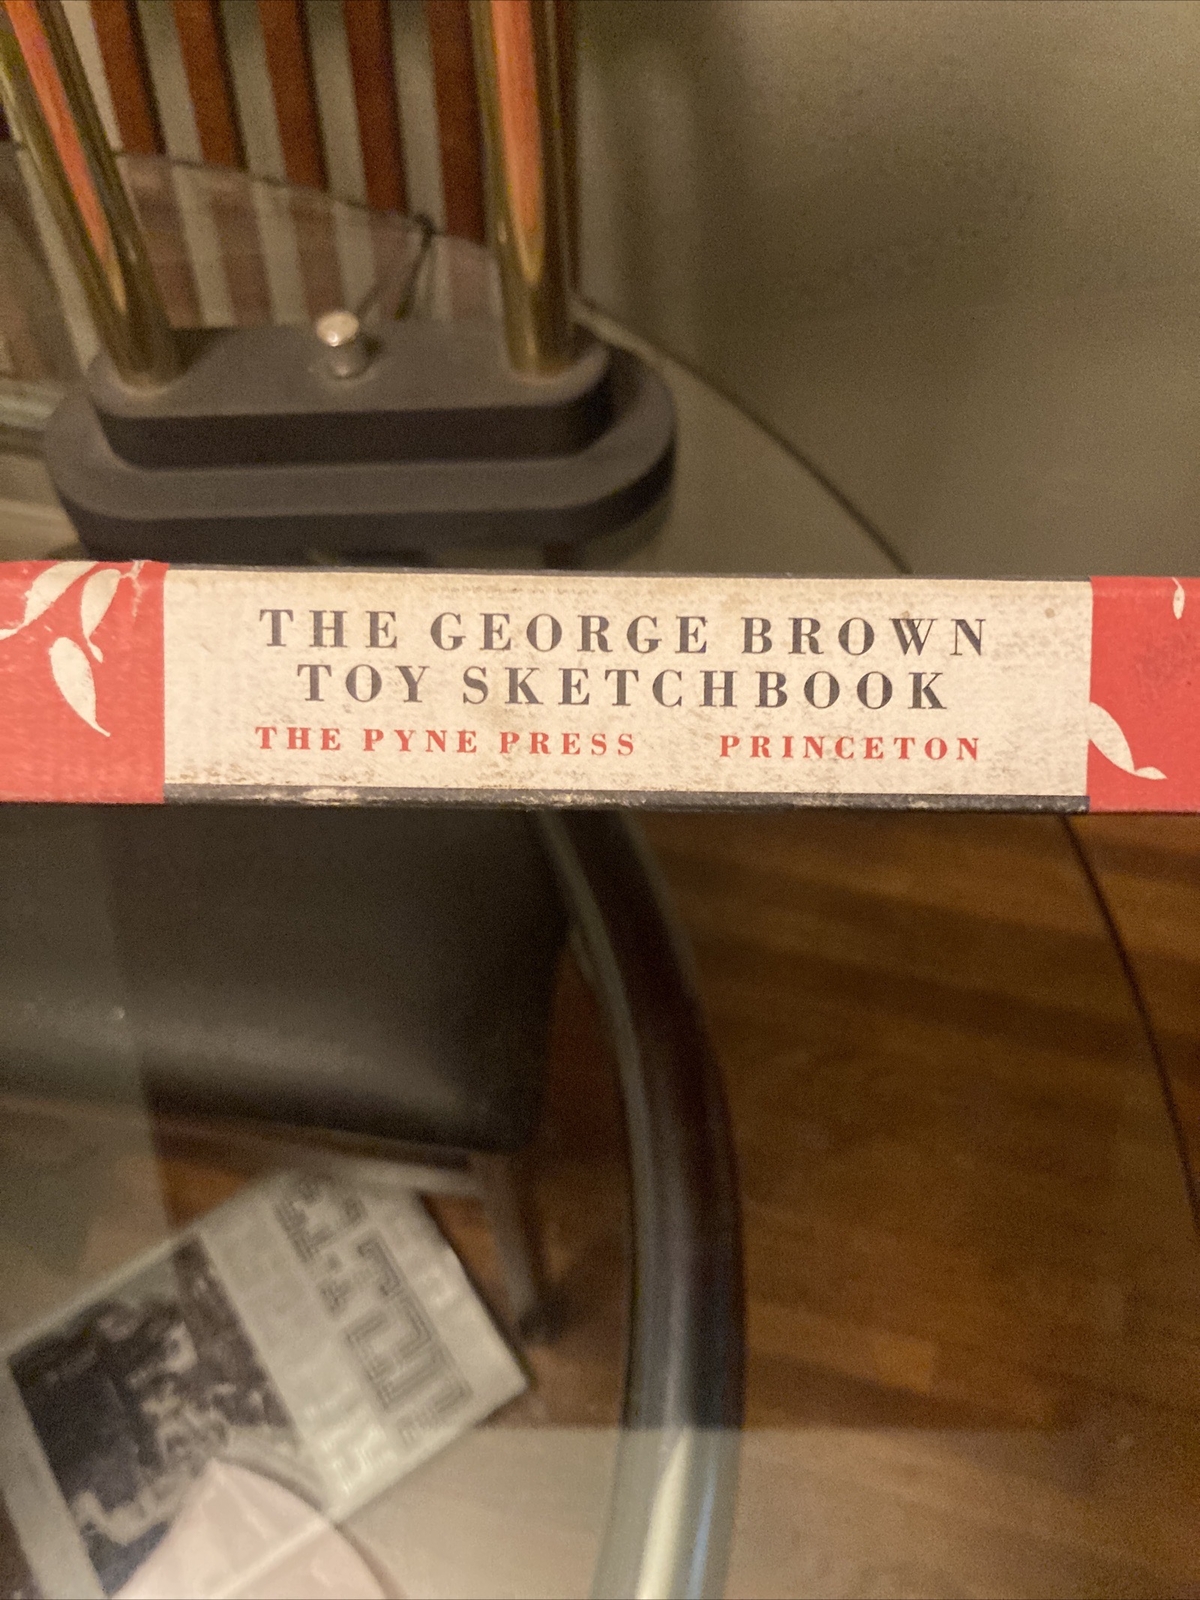 THE GEORGE BROWN
TOY SKETCHBOOK
THE PYNE PRESS PRINCETON